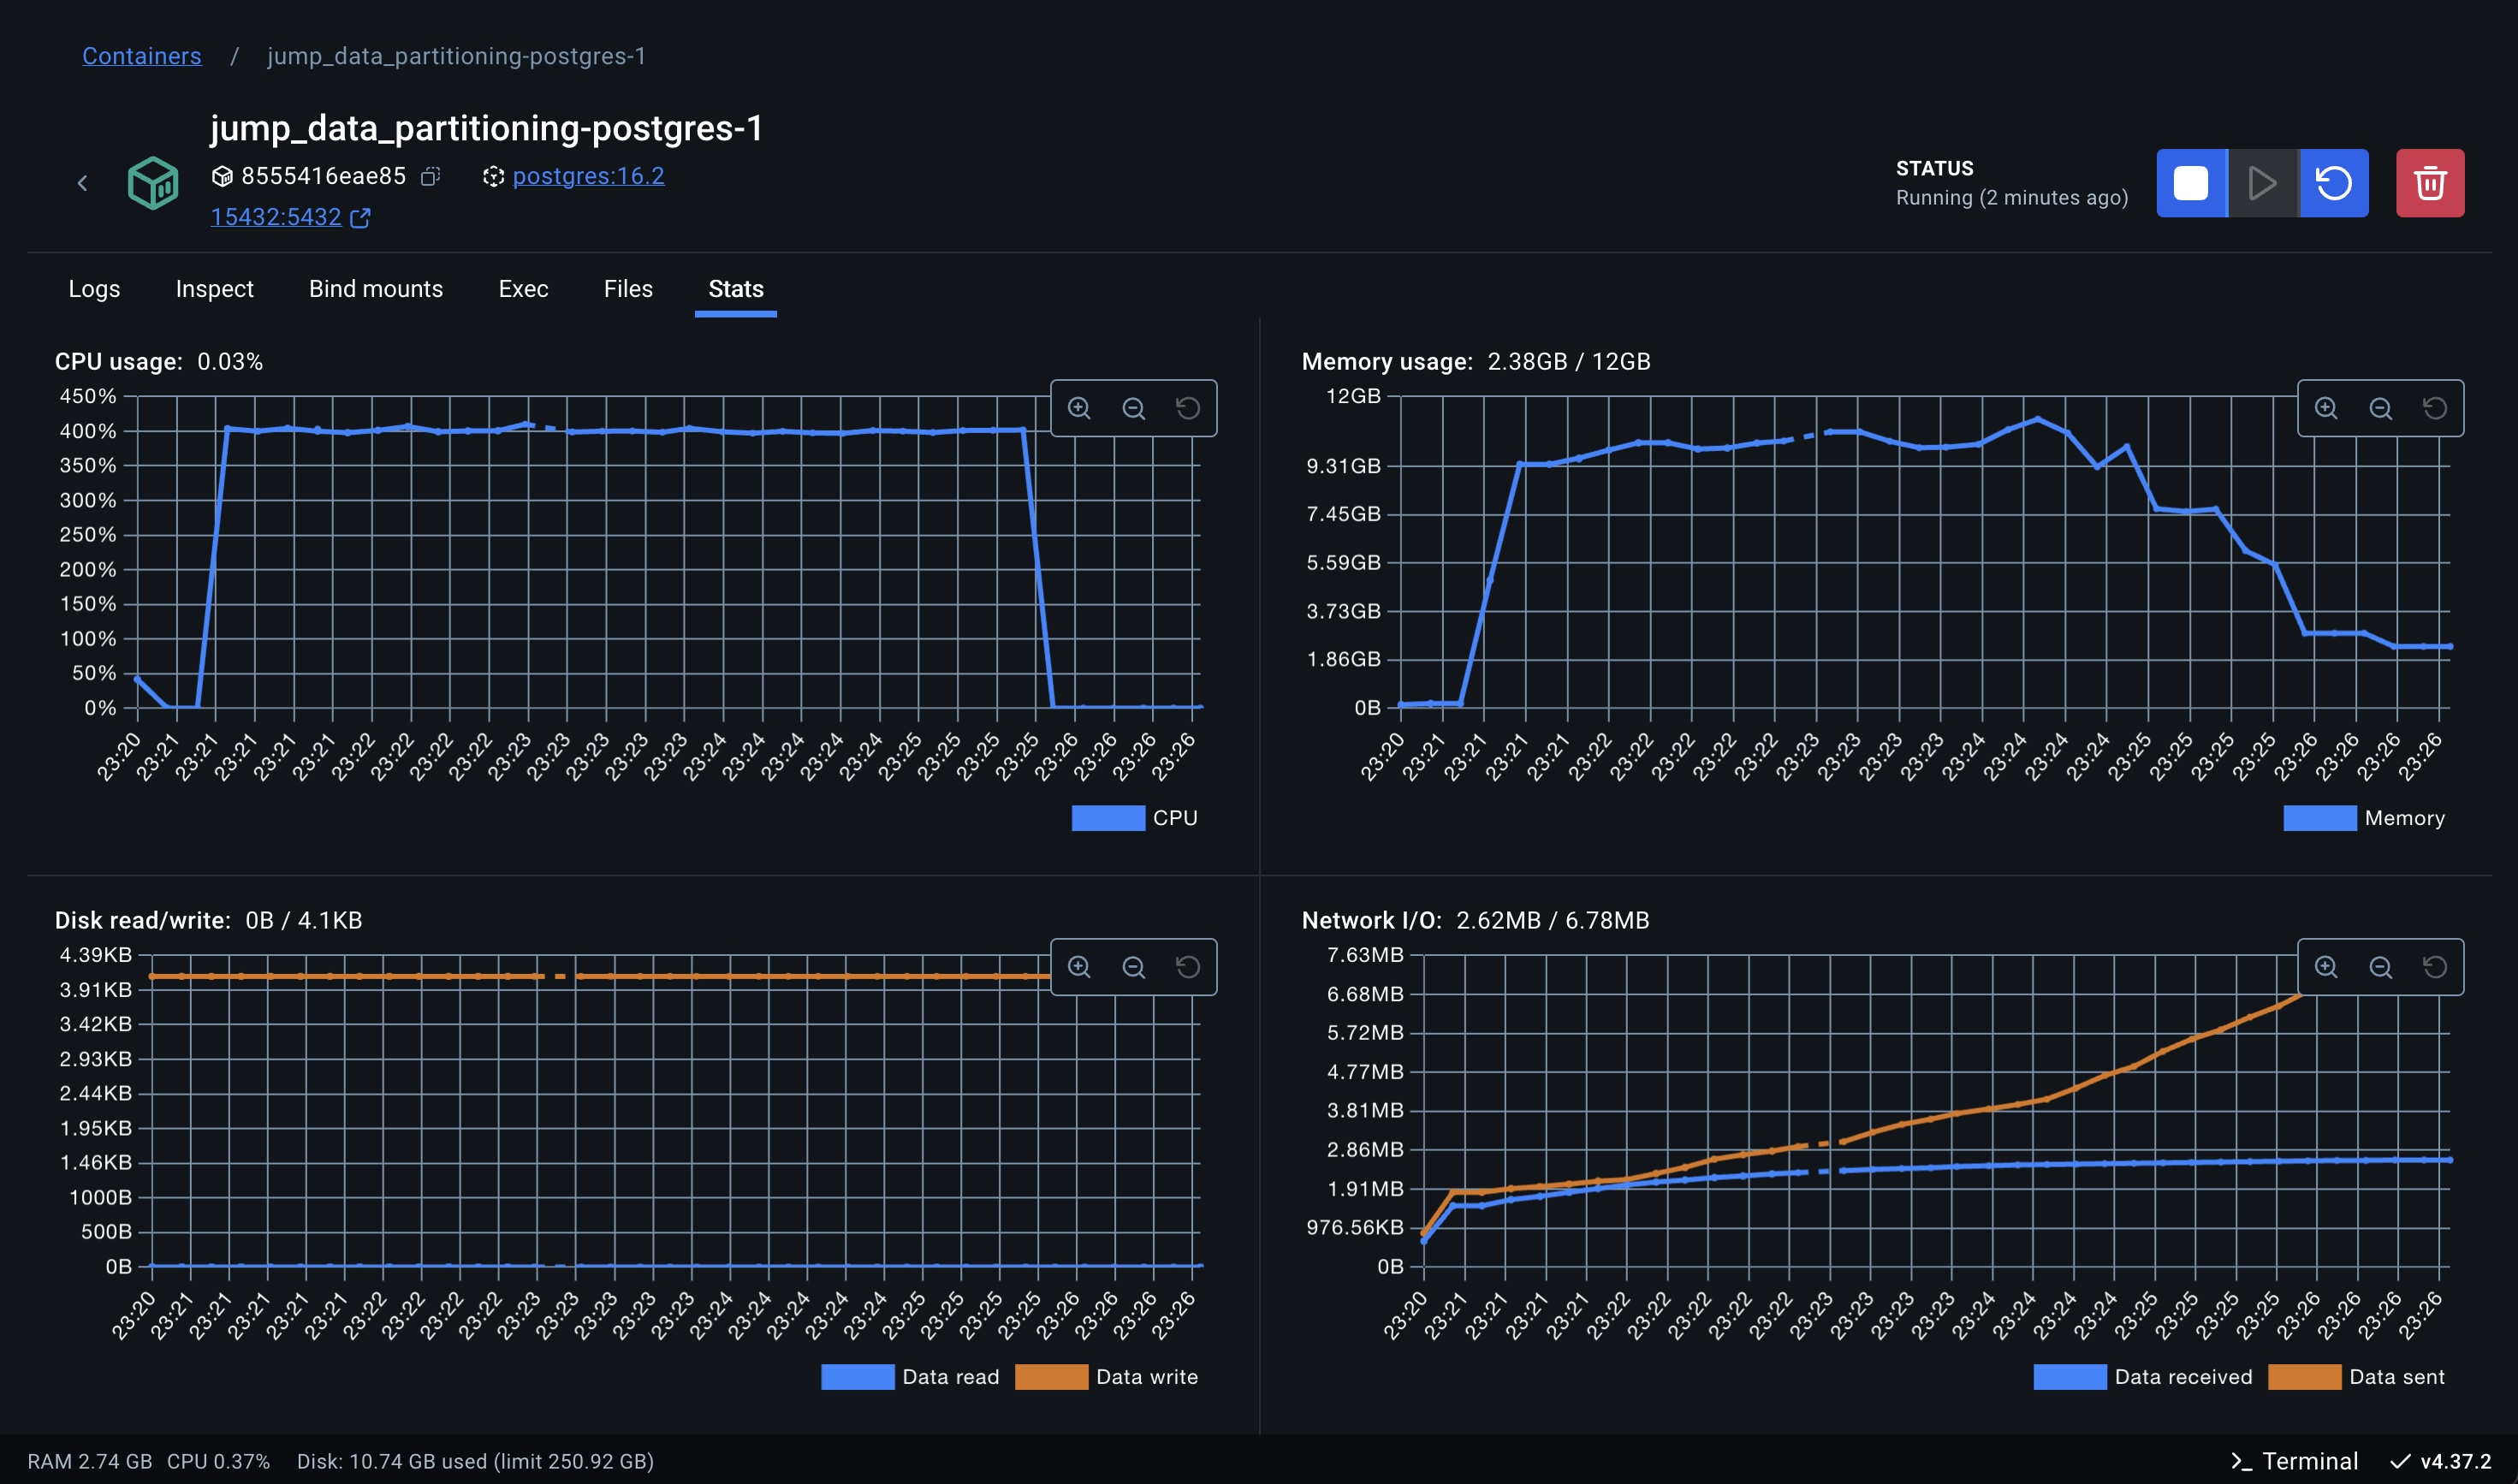 Containers / jump_data_partitioning-postgres-1
jump_data_partitioning-postgres-1
8555416eae85 postgres:16.2
15432:5432
STATUS
Running (2 minutes ago)
Logs Inspect Bind mounts Exec Files Stats
CPU usage: 0.03%
450%
400%
350%
300%
250%
200%
150%
100%
50%
0%
23:20 23:21 23:21 23:21 23:21 23:21 23:22 23:22 23:22 23:22 23:23 23:23 23:23 23:23 23:23 23:24 23:24 23:24 23:24 23:24 23:25 23:25 23:25 23:25 23:26 23:26 23:26 23:26
CPU
Memory usage: 2.38GB / 12GB
12GB
9.31GB
7.45GB
5.59GB
3.73GB
1.86GB
0B
23:20 23:21 23:21 23:21 23:21 23:22 23:22 23:22 23:22 23:22 23:23 23:23 23:23 23:23 23:24 23:24 23:24 23:24 23:25 23:25 23:25 23:25 23:26 23:26 23:26 23:26
Memory
Disk read/write: 0B / 4.1KB
4.39KB
3.91KB
3.42KB
2.93KB
2.44KB
1.95KB
1.46KB
1000B
500B
0B
23:20 23:21 23:21 23:21 23:21 23:21 23:22 23:22 23:22 23:22 23:23 23:23 23:23 23:23 23:23 23:24 23:24 23:24 23:24 23:24 23:25 23:25 23:25 23:25 23:26 23:26 23:26 23:26
Data read Data write
Network I/O: 2.62MB / 6.78MB
7.63MB
6.68MB
5.72MB
4.77MB
3.81MB
2.86MB
1.91MB
976.56KB
0B
23:20 23:21 23:21 23:21 23:21 23:22 23:22 23:22 23:22 23:22 23:23 23:23 23:23 23:23 23:24 23:24 23:24 23:24 23:25 23:25 23:25 23:25 23:26 23:26 23:26 23:26
Data received Data sent
RAM 2.74 GB CPU 0.37% Disk: 10.74 GB used (limit 250.92 GB)
Terminal v4.37.2